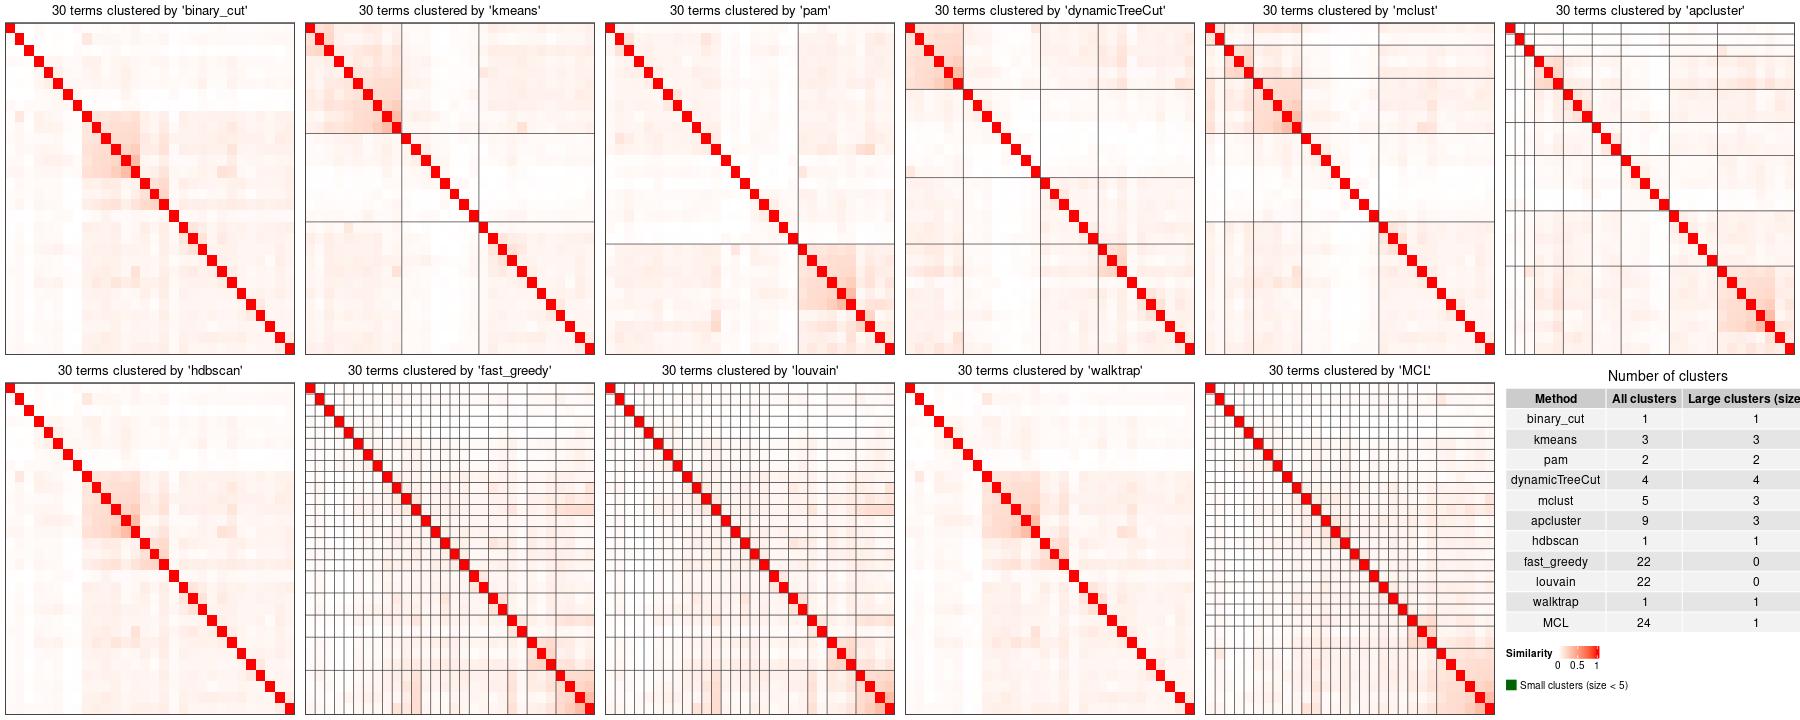 30 terms clustered by 'binary_cut'
30 terms clustered by 'kmeans'
30 terms clustered by 'pam'
30 terms clustered by 'dynamicTreeCut'
30 terms clustered by 'mclust'
30 terms clustered by 'apcluster'
30 terms clustered by 'hdbscan'
30 terms clustered by 'fast_greedy'
30 terms clustered by 'louvain'
30 terms clustered by 'walktrap'
30 terms clustered by 'MCL'
Number of clusters
Method All clusters Large clusters (size
binary_cut 1 1
kmeans 3 3
pam 2 2
dynamicTreeCut 4 4
mclust 5 3
apcluster 9 3
hdbscan 1 1
fast_greedy 22 0
louvain 22 0
walktrap 1 1
MCL 24 1
Similarity
0 0.5 1
Small clusters (size < 5)